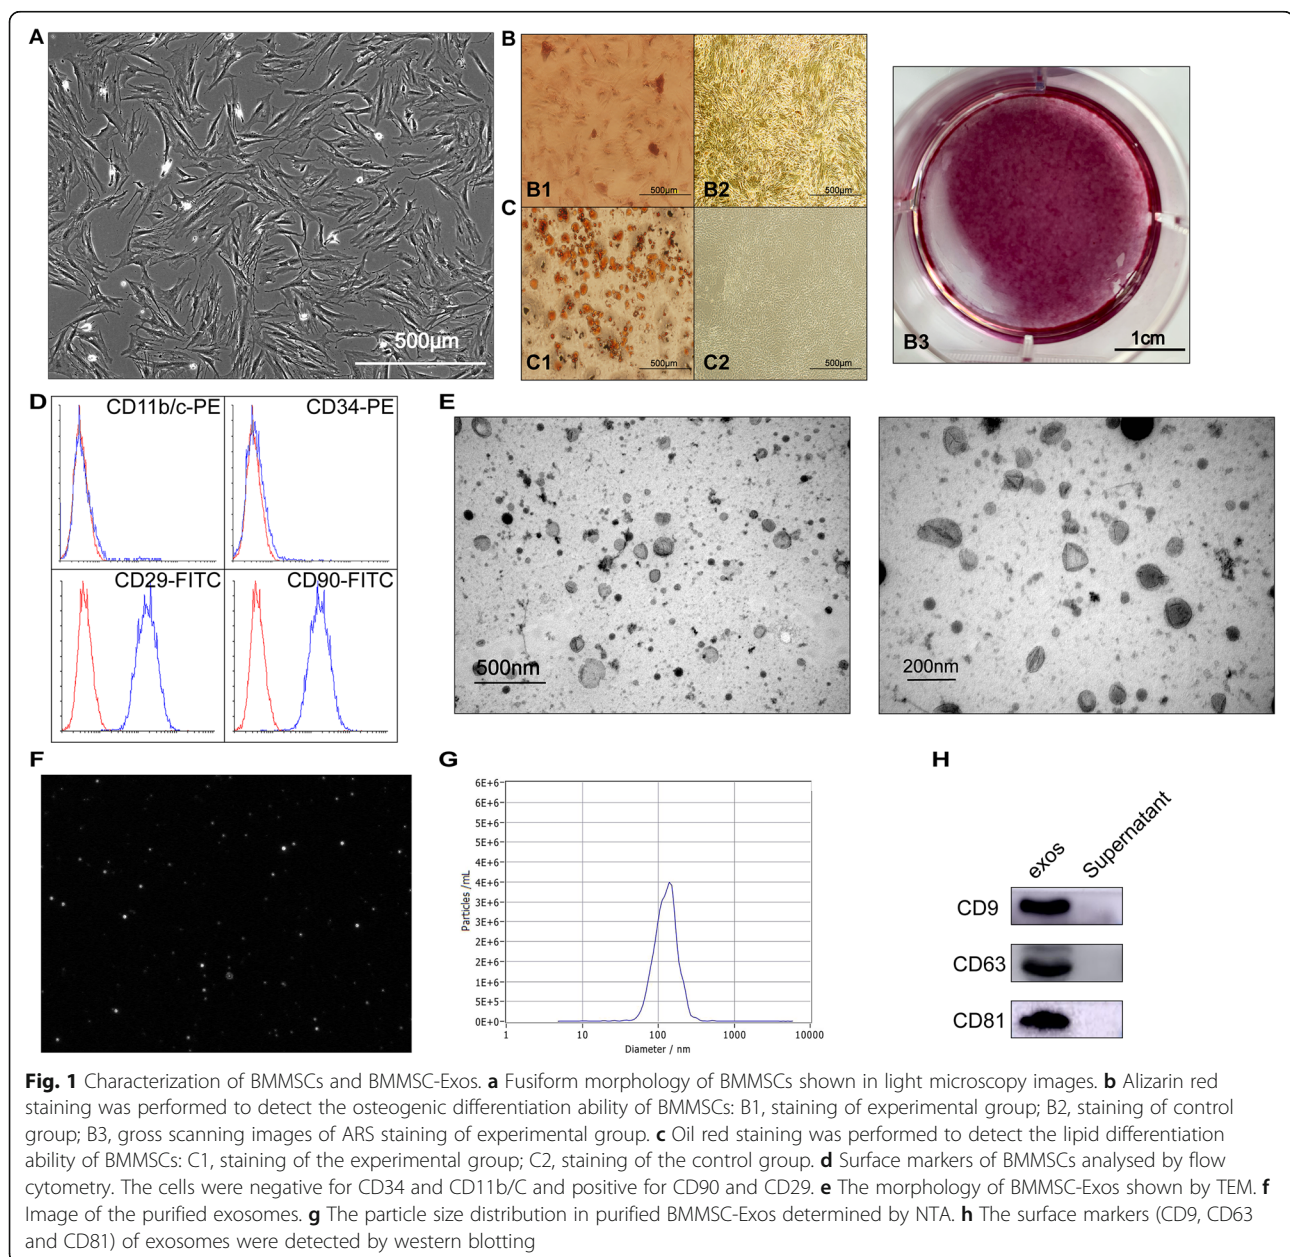 A
500μm
B
B1
500μm
B2
500μm
C
C1
500μm
C2
500μm
B3
1cm
D
CD11b/c-PE
CD34-PE
CD29-FITC
CD90-FITC
E
500nm
200nm
F
G
6E+6
6E+6
5E+6
5E+6
4E+6
4E+6
3E+6
3E+6
2E+6
2E+6
1E+6
5E+5
0E+0
Particles /mL
1
10
100
1000
10000
Diameter / nm
H
exos
Supernatant
CD9
CD63
CD81
Fig. 1 Characterization of BMMSCs and BMMSC-Exos. a Fusiform morphology of BMMSCs shown in light microscopy images. b Alizarin red
staining was performed to detect the osteogenic differentiation ability of BMMSCs: B1, staining of experimental group; B2, staining of control
group; B3, gross scanning images of ARS staining of experimental group. c Oil red staining was performed to detect the lipid differentiation
ability of BMMSCs: C1, staining of the experimental group; C2, staining of the control group. d Surface markers of BMMSCs analysed by flow
cytometry. The cells were negative for CD34 and CD11b/C and positive for CD90 and CD29. e The morphology of BMMSC-Exos shown by TEM. f
Image of the purified exosomes. g The particle size distribution in purified BMMSC-Exos determined by NTA. h The surface markers (CD9, CD63
and CD81) of exosomes were detected by western blotting